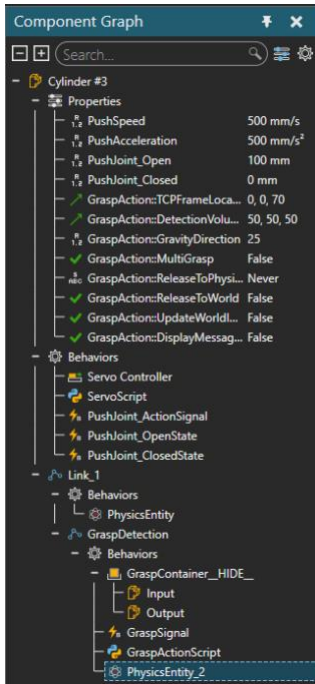 Component Graph
Search...
Cylinder #3
Properties
PushSpeed 500 mm/s
PushAcceleration 500 mm/s²
PushJoint_Open 100 mm
PushJoint_Closed 0 mm
GraspAction::TCPFrameLoca... 0, 0, 70
GraspAction::DetectionVolu... 50, 50, 50
GraspAction::GravityDirection 25
GraspAction::MultiGrasp False
GraspAction::ReleaseToPhysi... Never
GraspAction::ReleaseToWorld False
GraspAction::UpdateWorldI... False
GraspAction::DisplayMessag... False
Behaviors
Servo Controller
ServoScript
PushJoint_ActionSignal
PushJoint_OpenState
PushJoint_ClosedState
Link_1
Behaviors
PhysicsEntity
GraspDetection
Behaviors
GraspContainer__HIDE__
Input
Output
GraspSignal
GraspActionScript
PhysicsEntity_2